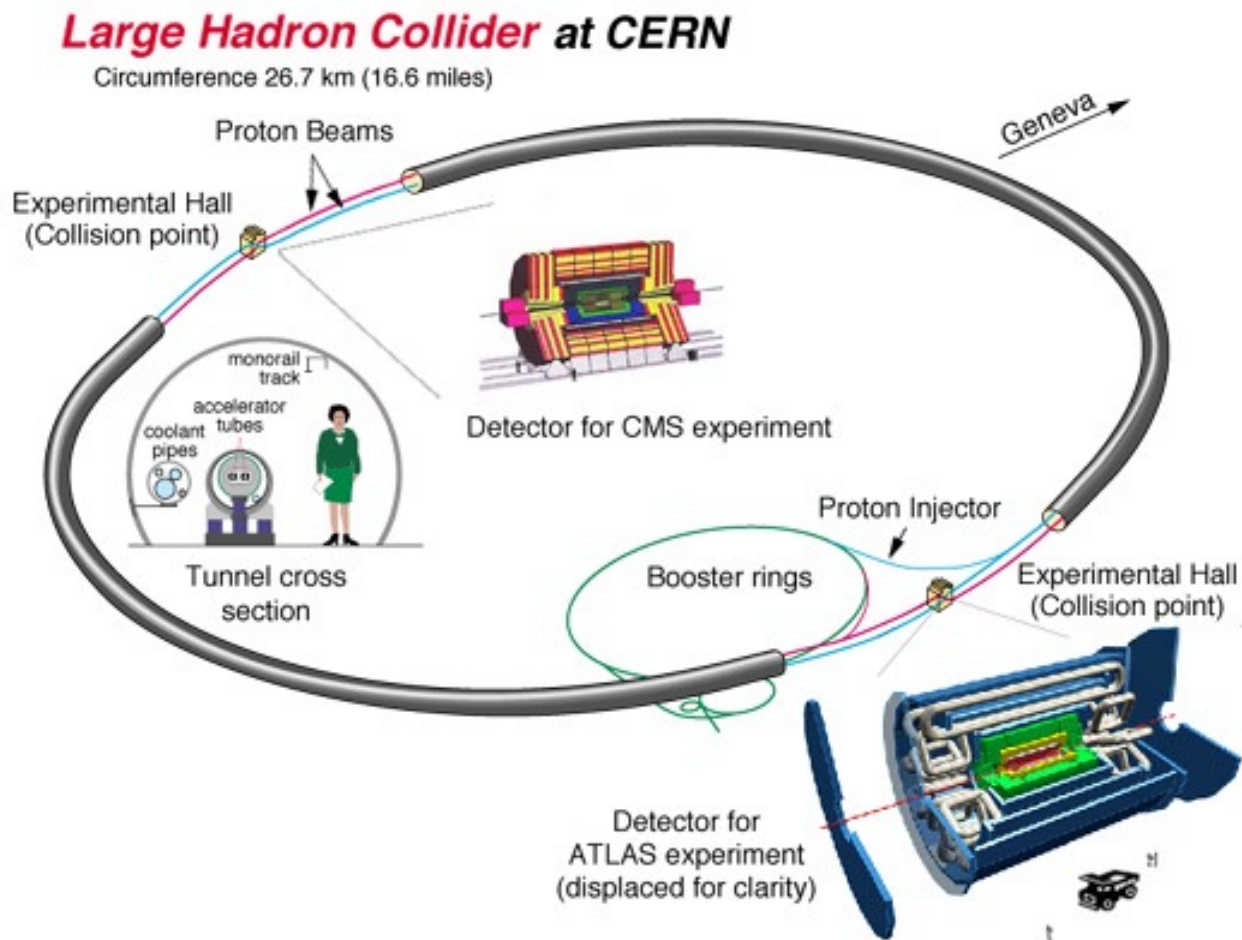 Large Hadron Collider at CERN
Circumference 26.7 km (16.6 miles)
Proton Beams
Geneva
Experimental Hall
(Collision point)
monorail
track
accelerator
tubes
coolant
pipes
Detector for CMS experiment
Tunnel cross
section
Proton Injector
Booster rings
Experimental Hall
(Collision point)
Detector for
ATLAS experiment
(displaced for clarity)